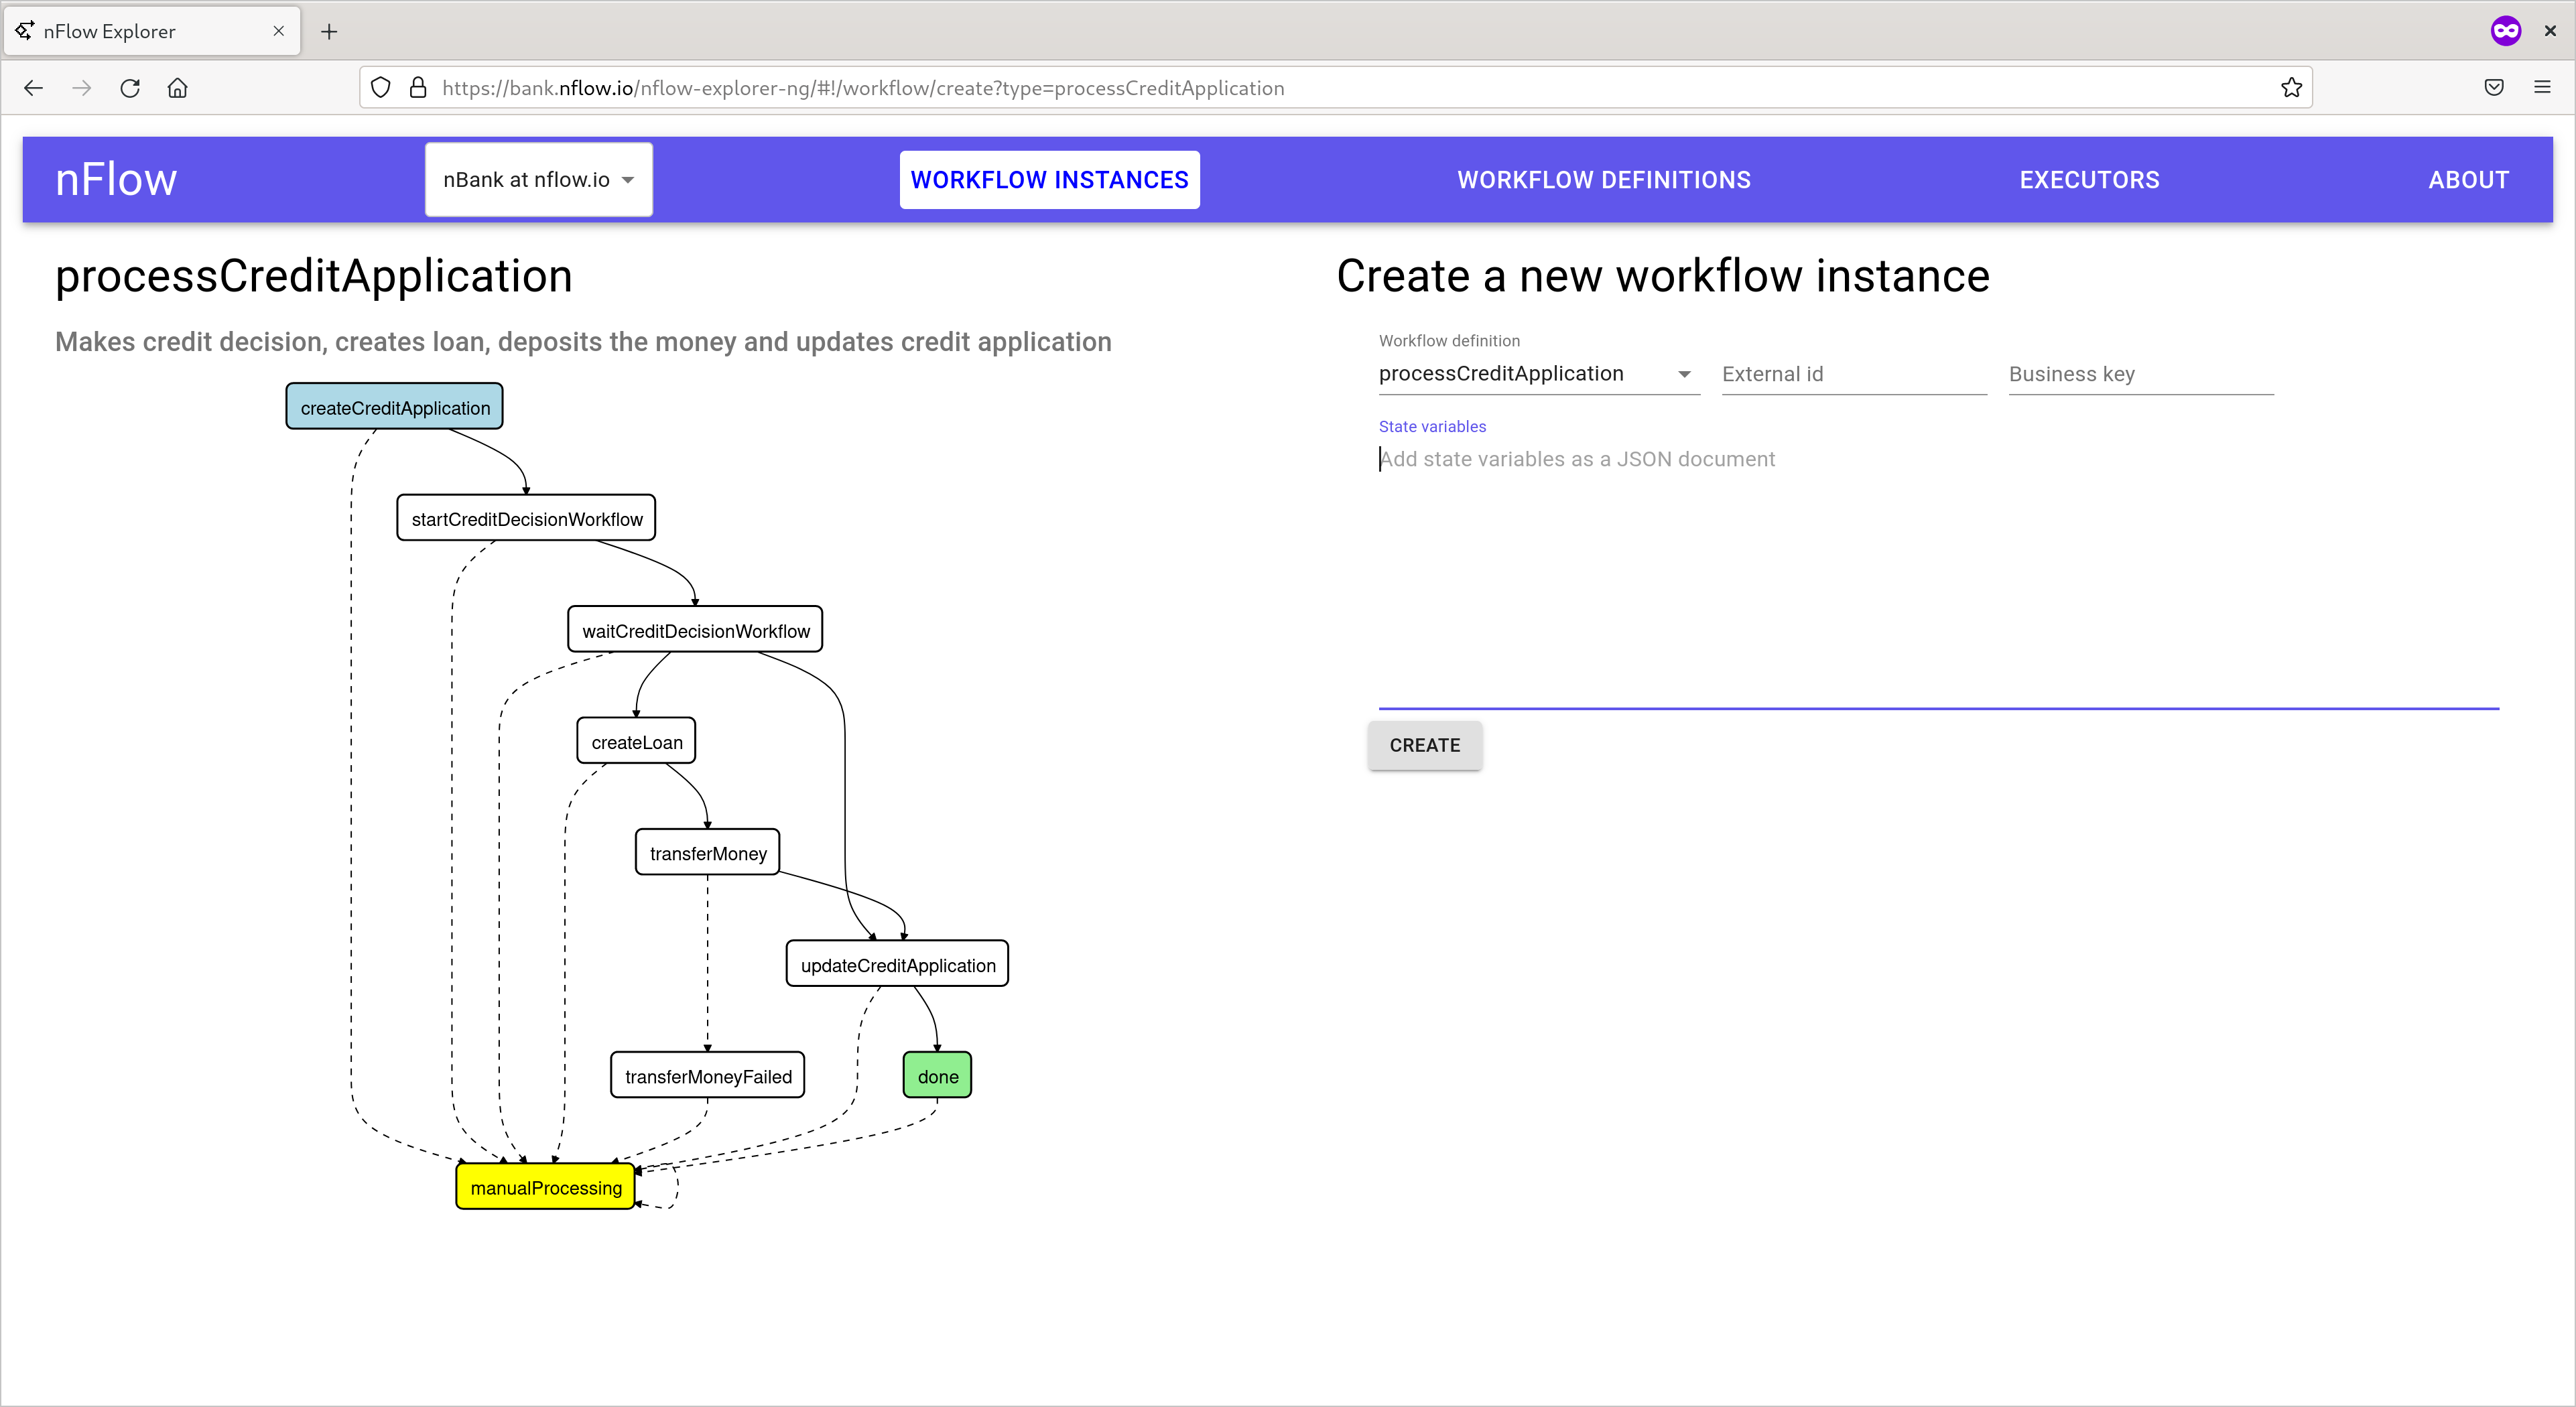 nFlow Explorer
https://bank.nflow.io/nflow-explorer-ng/#!/workflow/create?type=processCreditApplication
nFlow
nBank at nflow.io
WORKFLOW INSTANCES
WORKFLOW DEFINITIONS
EXECUTORS
ABOUT
processCreditApplication
Makes credit decision, creates loan, deposits the money and updates credit application
createCreditApplication
startCreditDecisionWorkflow
waitCreditDecisionWorkflow
createLoan
transferMoney
updateCreditApplication
transferMoneyFailed
done
manualProcessing
Create a new workflow instance
Workflow definition
processCreditApplication
External id
Business key
State variables
Add state variables as a JSON document
CREATE